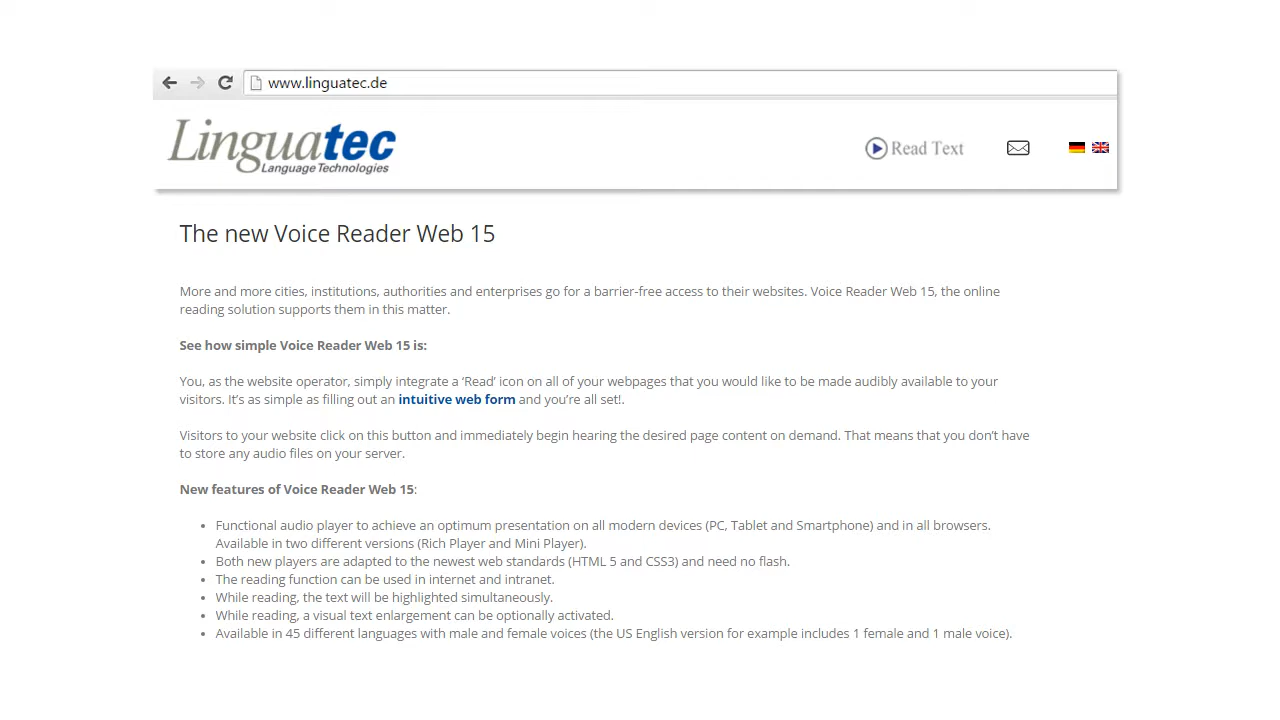 www.linguatec.de
Linguatec
Language Technologies
Read Text
The new Voice Reader Web 15
More and more cities, institutions, authorities and enterprises go for a barrier-free access to their websites. Voice Reader Web 15, the online
reading solution supports them in this matter.
See how simple Voice Reader Web 15 is:
You, as the website operator, simply integrate a ‘Read’ icon on all of your webpages that you would like to be made audibly available to your
visitors. It’s as simple as filling out an intuitive web form and you’re all set!.
Visitors to your website click on this button and immediately begin hearing the desired page content on demand. That means that you don’t have
to store any audio files on your server.
New features of Voice Reader Web 15:
• Functional audio player to achieve an optimum presentation on all modern devices (PC, Tablet and Smartphone) and in all browsers.
Available in two different versions (Rich Player and Mini Player).
• Both new players are adapted to the newest web standards (HTML 5 and CSS3) and need no flash.
• The reading function can be used in internet and intranet.
• While reading, the text will be highlighted simultaneously.
• While reading, a visual text enlargement can be optionally activated.
• Available in 45 different languages with male and female voices (the US English version for example includes 1 female and 1 male voice).